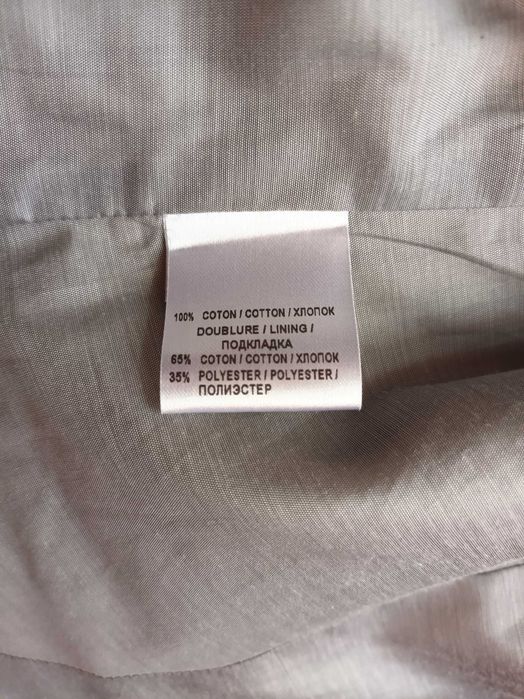 100% COTON / COTTON / ХЛОПОК
DOUBLURE / LINING /
ПОДКЛАДКА
65% COTON / COTTON / ХЛОПОК
35% POLYESTER / POLYESTER /
ПОЛИЭСТЕР